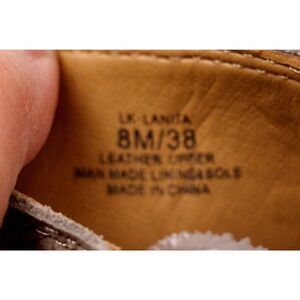 LK-LANITA
8M/38
LEATHER UPPER
MAN MADE LINING&SOLE
MADE IN CHINA